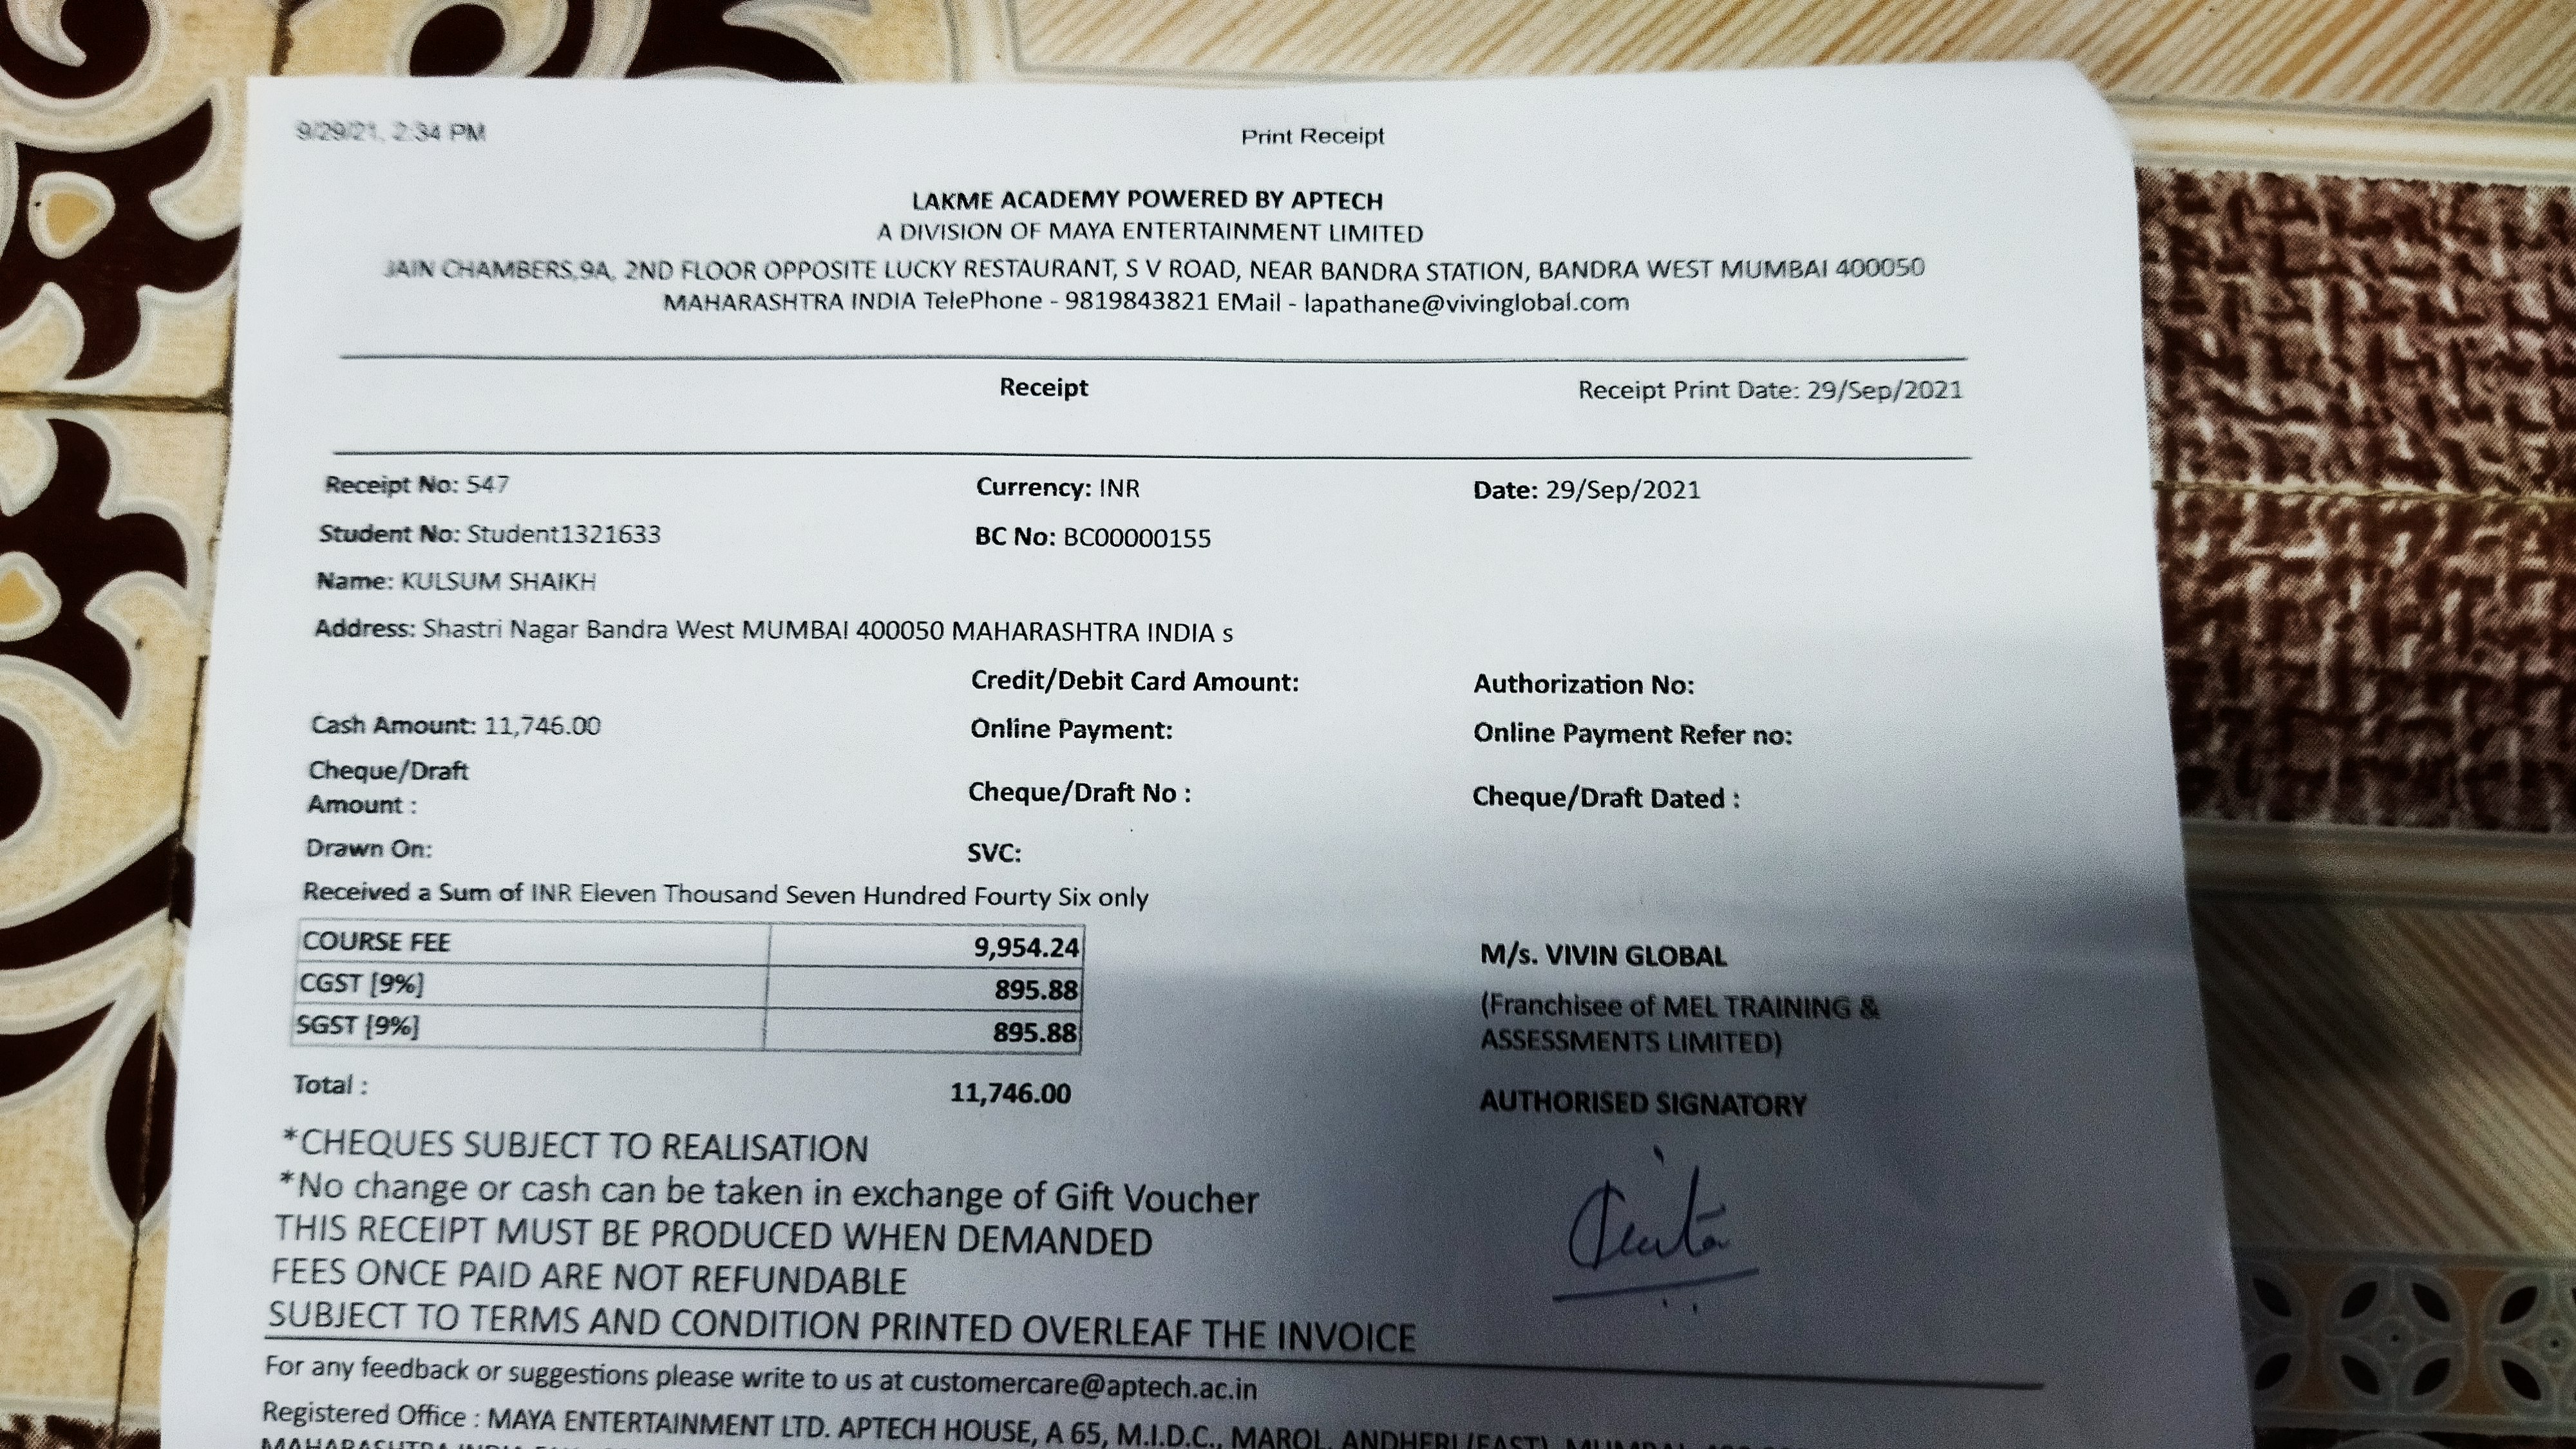 9/29/21, 2:34 PM Print Receipt
LAKME ACADEMY POWERED BY APTECH
A DIVISION OF MAYA ENTERTAINMENT LIMITED
JAIN CHAMBERS,9A, 2ND FLOOR OPPOSITE LUCKY RESTAURANT, S V ROAD, NEAR BANDRA STATION, BANDRA WEST MUMBAI 400050
MAHARASHTRA INDIA TelePhone - 9819843821 EMail - lapathane@vivinglobal.com
Receipt Receipt Print Date: 29/Sep/2021
Receipt No: 547 Currency: INR Date: 29/Sep/2021
Student No: Student1321633 BC No: BC00000155
Name: KULSUM SHAIKH
Address: Shastri Nagar Bandra West MUMBAI 400050 MAHARASHTRA INDIA s
Credit/Debit Card Amount: Authorization No:
Cash Amount: 11,746.00 Online Payment: Online Payment Refer no:
Cheque/Draft
Amount : Cheque/Draft No : Cheque/Draft Dated :
Drawn On: SVC:
Received a Sum of INR Eleven Thousand Seven Hundred Fourty Six only
COURSE FEE 9,954.24
CGST [9%] 895.88
SGST [9%] 895.88
Total : 11,746.00
M/s. VIVIN GLOBAL
(Franchisee of MEL TRAINING &
ASSESSMENTS LIMITED)
AUTHORISED SIGNATORY
*CHEQUES SUBJECT TO REALISATION
*No change or cash can be taken in exchange of Gift Voucher
THIS RECEIPT MUST BE PRODUCED WHEN DEMANDED
FEES ONCE PAID ARE NOT REFUNDABLE
SUBJECT TO TERMS AND CONDITION PRINTED OVERLEAF THE INVOICE
For any feedback or suggestions please write to us at customercare@aptech.ac.in
Registered Office : MAYA ENTERTAINMENT LTD. APTECH HOUSE, A 65, M.I.D.C., MAROL, ANDHERI (EAST),